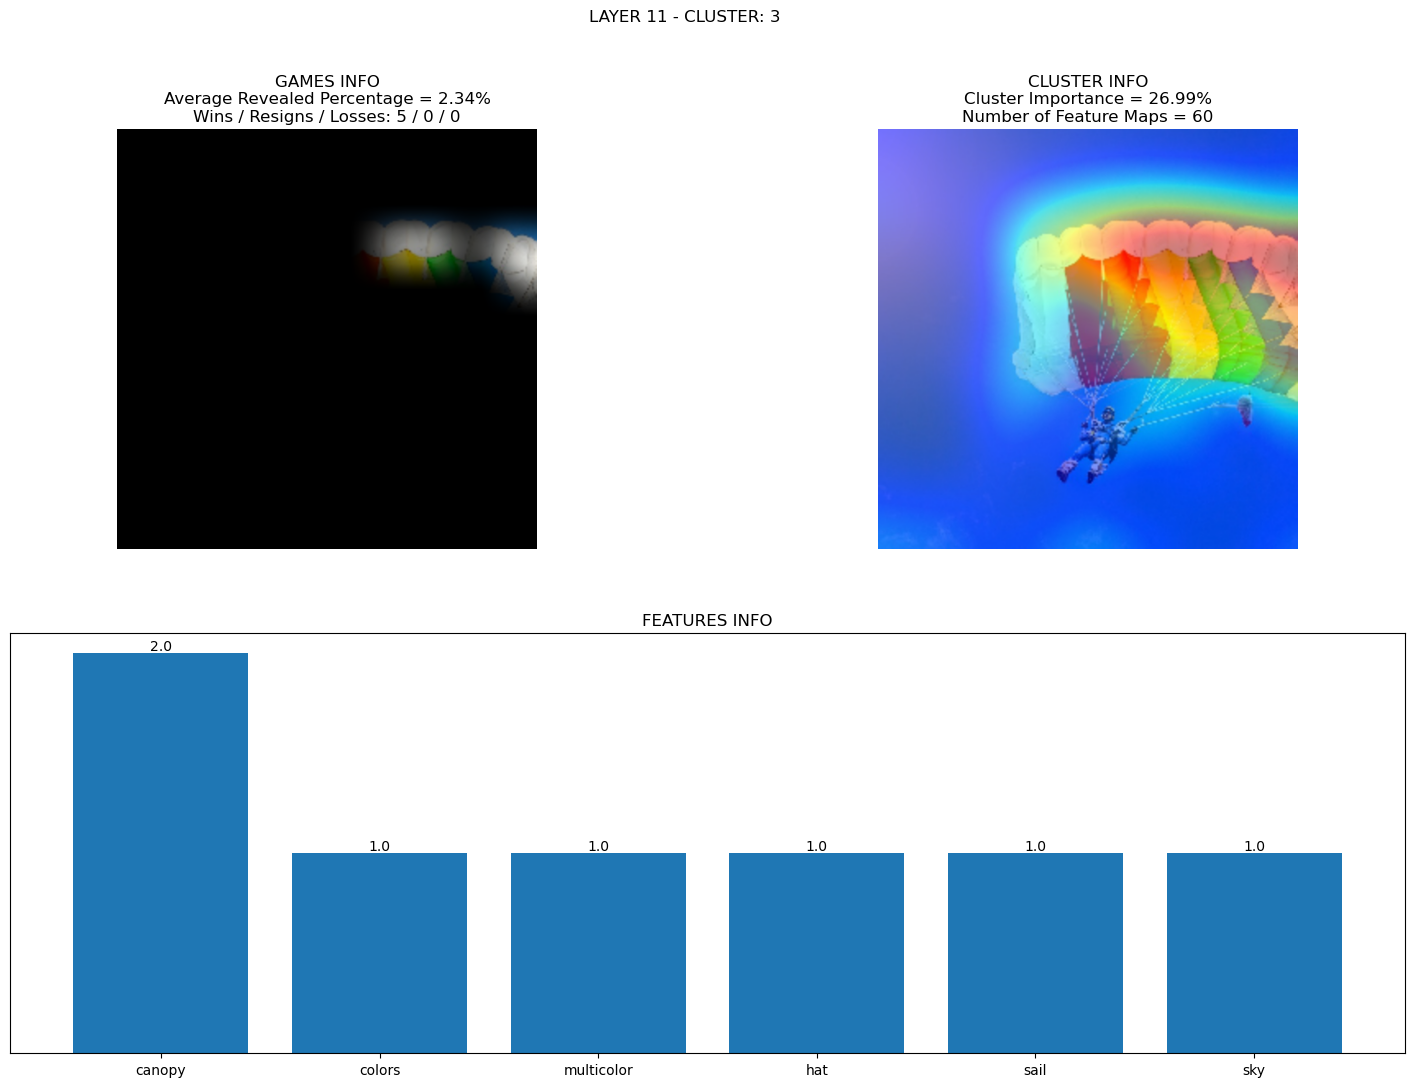 LAYER 11 - CLUSTER: 3
GAMES INFO
Average Revealed Percentage = 2.34%
Wins / Resigns / Losses: 5 / 0 / 0
CLUSTER INFO
Cluster Importance = 26.99%
Number of Feature Maps = 60
FEATURES INFO
2.0
1.0
1.0
1.0
1.0
1.0
canopy
colors
multicolor
hat
sail
sky